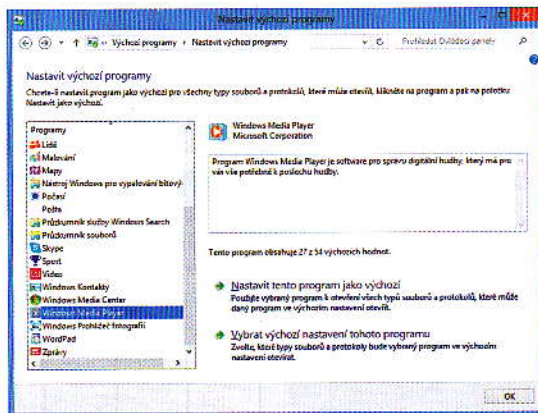 Nastavit výchozí programy
Výchozí programy
Nastavit výchozí programy
Prohledat Ovládací panely
Nastavit výchozí programy
Chcete-li nastavit program jako výchozí pro všechny typy souborů a protokolů, které může otevřít, klikněte na program a pak na položku
Nastavit jako výchozí.
Programy
Lidé
Malování
Mapy
Nástroj Windows pro vypalování bitový
Počasí
Pošta
Průzkumník služby Windows Search
Průzkumník souborů
Skype
Sport
Video
Windows Kontakty
Windows Media Center
Windows Media Player
Windows Prohlížeč fotografií
WordPad
Zprávy
Windows Media Player
Microsoft Corporation
Program Windows Media Player je software pro správu digitální hudby, který má pro
vás vše potřebné k poslechu hudby.
Tento program obsahuje 27 z 54 výchozích hodnot.
Nastavit tento program jako výchozí
Použijte vybraný program k otevření všech typů souborů a protokolů, které může
daný program ve výchozím nastavení otevřít.
Vybrat výchozí nastavení tohoto programu
Zvolte, které typy souborů a protokoly bude vybraný program ve výchozím
nastavení otevírat.
OK